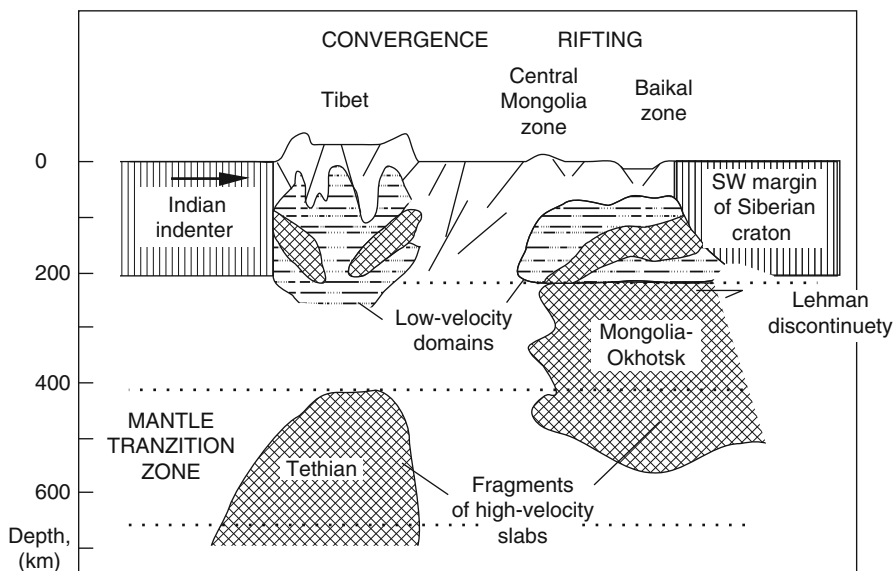 CONVERGENCE
RIFTING
Tibet
Central
Mongolia
zone
Baikal
zone
0
Indian
indenter
SW margin
of Siberian
craton
200
Low-velocity
domains
Mongolia-
Okhotsk
Lehman
discontinuety
400
MANTLE
TRANZITION
ZONE
Tethian
Fragments
of high-velocity
slabs
600
Depth,
(km)